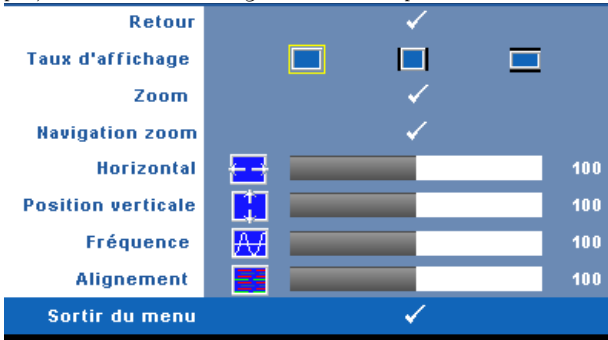 Retour
Taux d'affichage
Zoom
Navigation zoom
Horizontal 100
Position verticale 100
Fréquence 100
Alignement 100
Sortir du menu